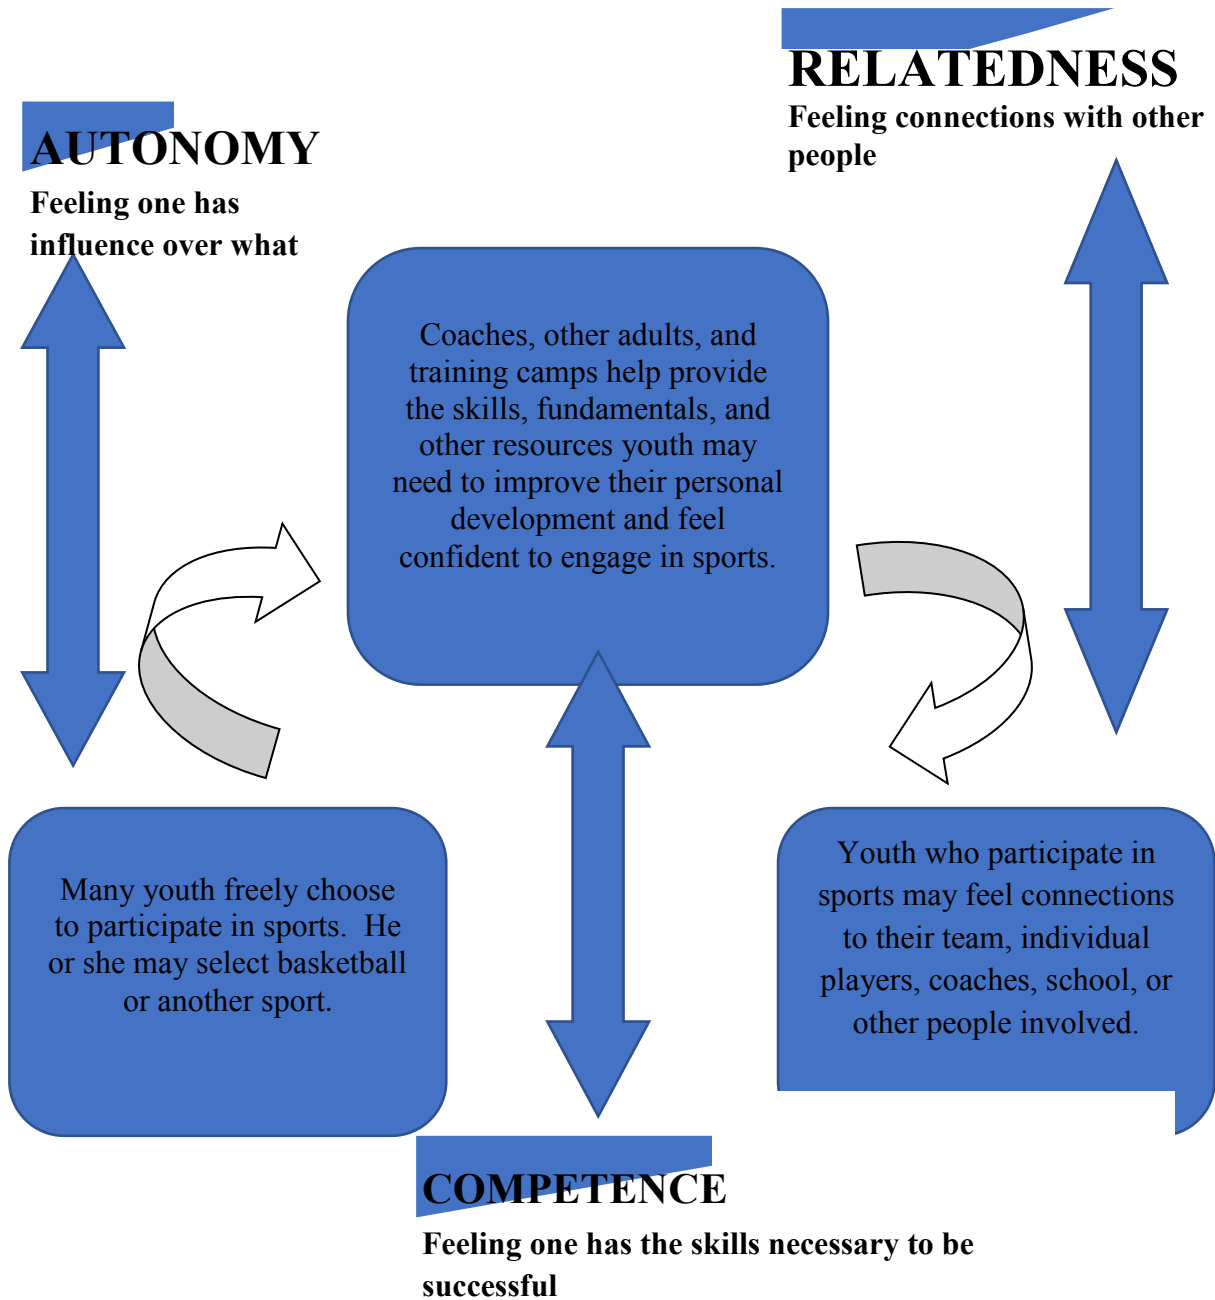 RELATEDNESS
Feeling connections with other
people
AUTONOMY
Feeling one has
influence over what
Coaches, other adults, and
training camps help provide
the skills, fundamentals, and
other resources youth may
need to improve their personal
development and feel
confident to engage in sports.
Many youth freely choose
to participate in sports.  He
or she may select basketball
or another sport.
Youth who participate in
sports may feel connections
to their team, individual
players, coaches, school, or
other people involved.
COMPETENCE
Feeling one has the skills necessary to be
successful